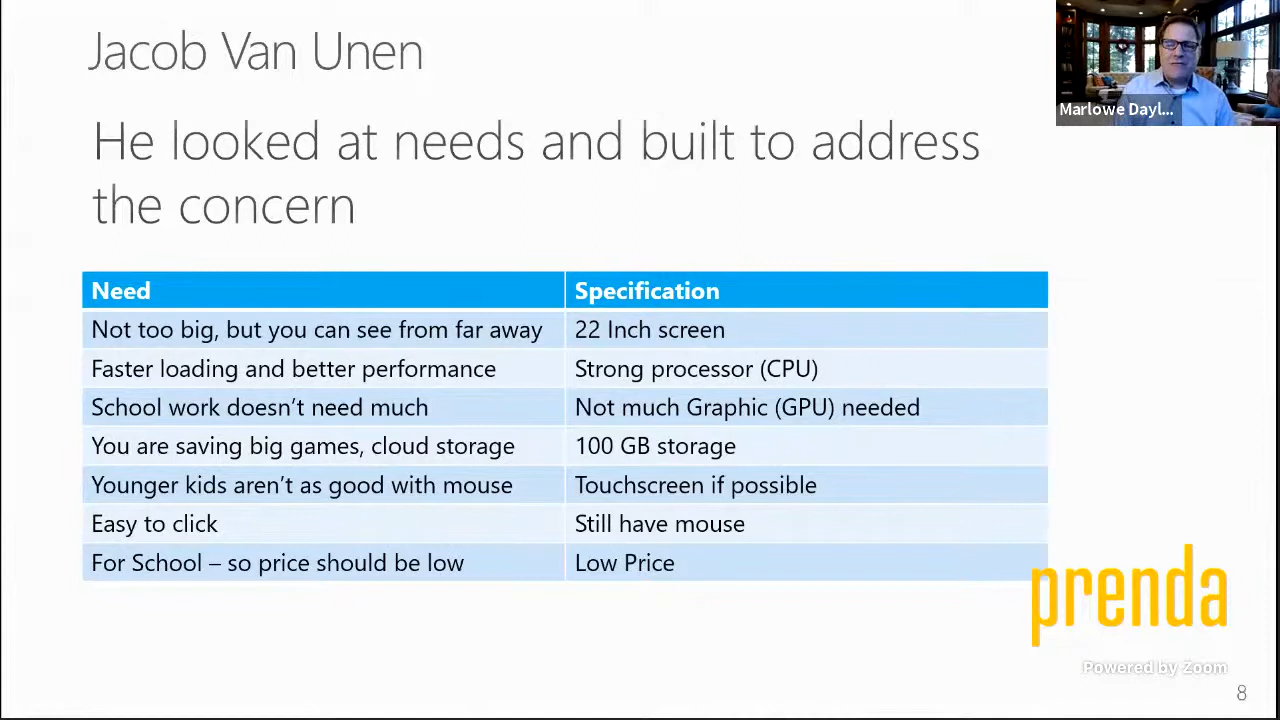 Jacob Van Unen
Marlowe Dayl...
He looked at needs and built to address
the concern
Need Specification
Not too big, but you can see from far away 22 Inch screen
Faster loading and better performance Strong processor (CPU)
School work doesn’t need much Not much Graphic (GPU) needed
You are saving big games, cloud storage 100 GB storage
Younger kids aren’t as good with mouse Touchscreen if possible
Easy to click Still have mouse
For School – so price should be low Low Price
prenda
Powered by Zoom
8